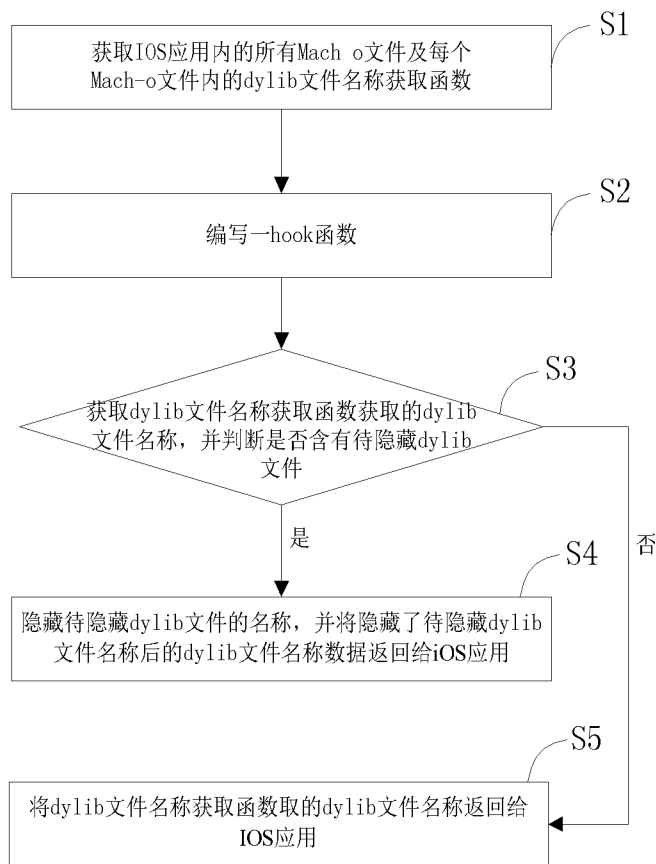 S1
获取IOS应用内的所有Mach o文件及每个
Mach-o文件内的dylib文件名称获取函数
S2
编写一hook函数
S3
获取dylib文件名称获取函数获取的dylib
文件名称，并判断是否含有待隐藏dylib
文件
是
否
S4
隐藏待隐藏dylib文件的名称，并将隐藏了待隐藏dylib
文件名称后的dylib文件名称数据返回给iOS应用
S5
将dylib文件名称获取函数取的dylib文件名称返回给
IOS应用